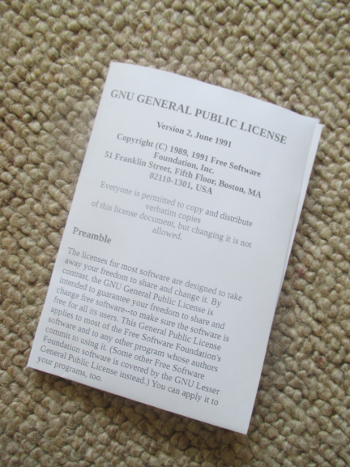 GNU GENERAL PUBLIC LICENSE
Version 2, June 1991
Copyright (C) 1989, 1991 Free Software
Foundation, Inc.
51 Franklin Street, Fifth Floor, Boston, MA
02110-1301, USA
Everyone is permitted to copy and distribute
verbatim copies
of this license document, but changing it is not
allowed.
Preamble
The licenses for most software are designed to take
away your freedom to share and change it. By
contrast, the GNU General Public License is
intended to guarantee your freedom to share and
change free software--to make sure the software is
free for all its users. This General Public License
applies to most of the Free Software Foundation's
software and to any other program whose authors
commit to using it. (Some other Free Software
Foundation software is covered by the GNU Lesser
General Public License instead.) You can apply it to
your programs, too.